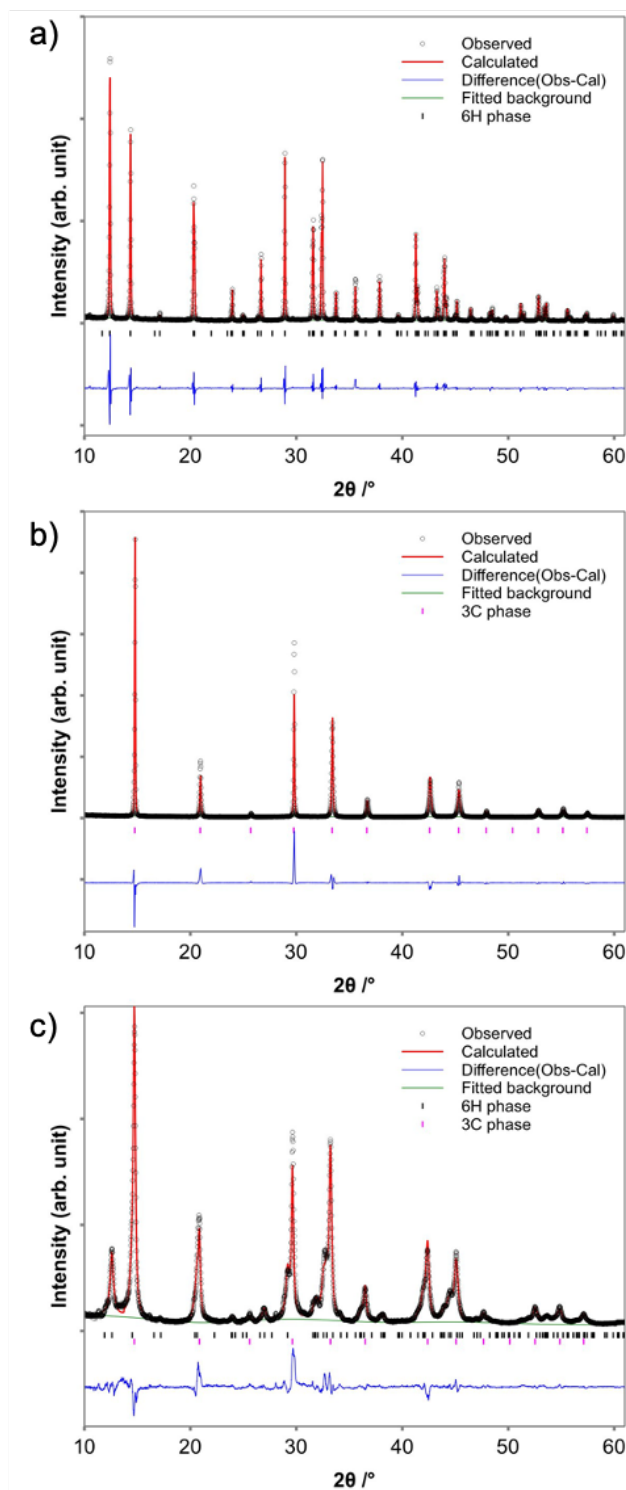 a)
Observed
Calculated
Difference(Obs-Cal)
Fitted background
6H phase
Intensity (arb. unit)
10 20 30 40 50 60
2θ /°
b)
Observed
Calculated
Difference(Obs-Cal)
Fitted background
3C phase
Intensity (arb. unit)
10 20 30 40 50 60
2θ /°
c)
Observed
Calculated
Difference(Obs-Cal)
Fitted background
6H phase
3C phase
Intensity (arb. unit)
10 20 30 40 50 60
2θ /°